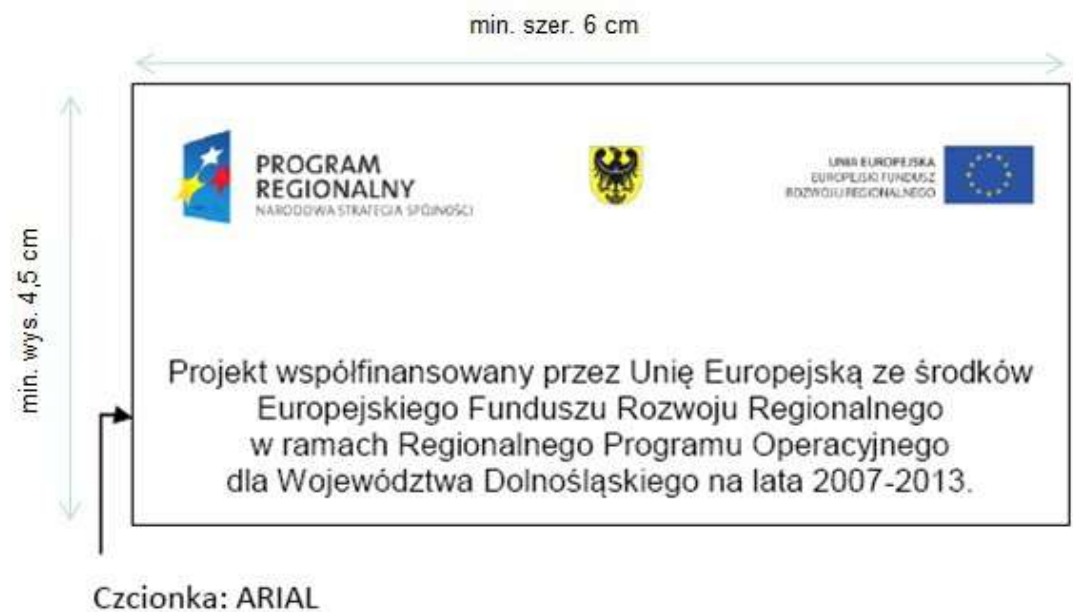 min. szer. 6 cm
min. wys. 4,5 cm
PROGRAM
REGIONALNY
NARODOWA STRATEGIA SPÓJNOŚCI
UNIA EUROPEJSKA
EUROPEJSKI FUNDUSZ
ROZWOJU REGIONALNEGO
Projekt współfinansowany przez Unię Europejską ze środków
Europejskiego Funduszu Rozwoju Regionalnego
w ramach Regionalnego Programu Operacyjnego
dla Województwa Dolnośląskiego na lata 2007-2013.
Czcionka: ARIAL